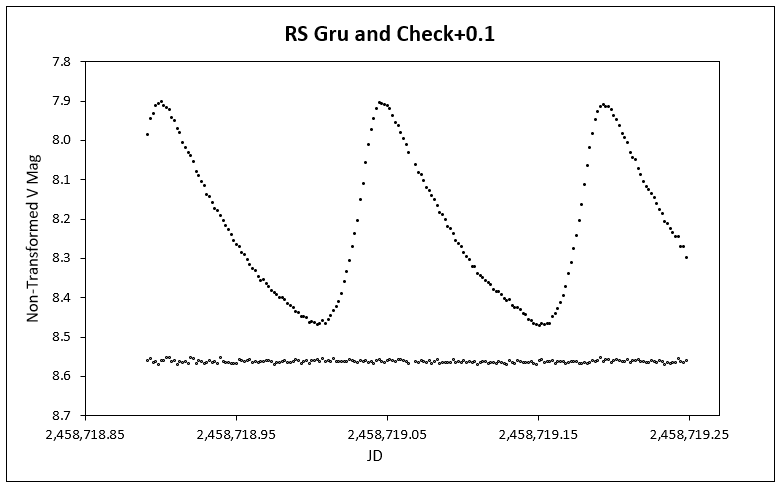 RS Gru and Check+0.1
7.8
7.9
8.0
8.1
8.2
8.3
8.4
8.5
8.6
8.7
Non-Transformed V Mag
2,458,718.85 2,458,718.95 2,458,719.05 2,458,719.15 2,458,719.25
JD